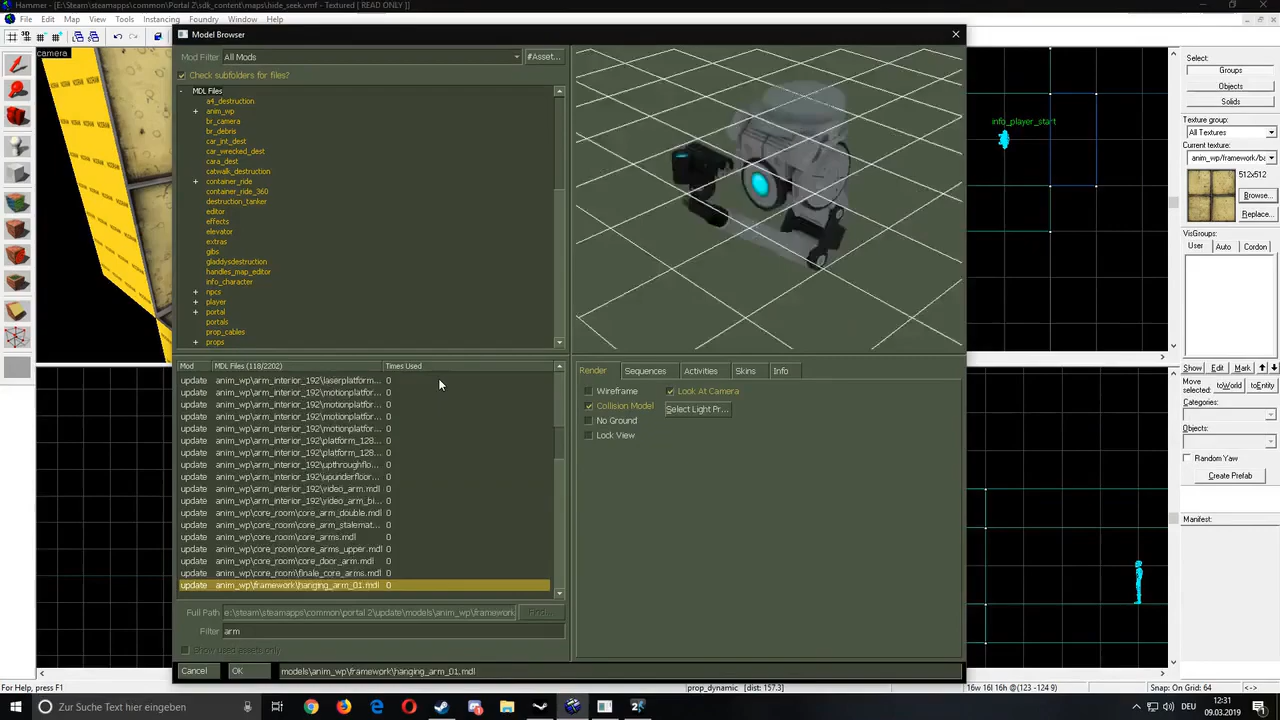 Hammer - [E:\Steam\steamapps\common\Portal 2\sdk_content\maps\hide_seek.vmf - Textured [ READ ONLY ]]
File Edit Map View Tools Instancing Foundry Window Help
camera
Model Browser
Mod Filter All Mods #Asset...
Check subfolders for files?
MDL Files
a4_destruction
anim_wp
br_camera
br_debris
car_int_dest
car_wrecked_dest
cara_dest
catwalk_destruction
container_ride
container_ride_360
destruction_tanker
editor
effects
elevator
extras
gibs
gladdysdestruction
handles_map_editor
info_character
npcs
player
portal
portals
prop_cables
props
Mod MDL Files (118/2202) Times Used
update anim_wp\arm_interior_192\laserplatform... 0
update anim_wp\arm_interior_192\motionplatfor... 0
update anim_wp\arm_interior_192\motionplatfor... 0
update anim_wp\arm_interior_192\motionplatfor... 0
update anim_wp\arm_interior_192\motionplatfor... 0
update anim_wp\arm_interior_192\platform_128... 0
update anim_wp\arm_interior_192\platform_128... 0
update anim_wp\arm_interior_192\upthroughflo... 0
update anim_wp\arm_interior_192\upunderfloor... 0
update anim_wp\arm_interior_192\video_arm.mdl 0
update anim_wp\arm_interior_192\video_arm_bi... 0
update anim_wp\core_room\core_arm_double.mdl 0
update anim_wp\core_room\core_arm_stalemat... 0
update anim_wp\core_room\core_arms.mdl 0
update anim_wp\core_room\core_arms_upper.mdl 0
update anim_wp\core_room\core_door_arm.mdl 0
update anim_wp\core_room\finale_core_arms.mdl 0
update anim_wp\framework\hanging_arm_01.mdl 0
Full Path e:\steam\steamapps\common\portal 2\update\models\anim_wp\framework Find...
Filter arm
Show used assets only
Cancel OK models\anim_wp\framework\hanging_arm_01.mdl
Render Sequences Activities Skins Info
Wireframe Look At Camera
Collision Model Select Light Pr...
No Ground
Lock View
info_player_start
Select:
Groups
Objects
Solids
Texture group:
All Textures
Current texture:
anim_wp/framework/ba
512x512
Browse...
Replace...
VisGroups:
User Auto Cordon
Show Edit Mark
Move selected: toWorld toEntity
Categories:
Objects:
Random Yaw
Create Prefab
Manifest:
For Help, press F1 prop_dynamic [dist: 157.3] 16w 16l 16h @(123 -124 9) Snap: On Grid: 64 <->
Zur Suche Text hier eingeben DEU 12:31
09.03.2019